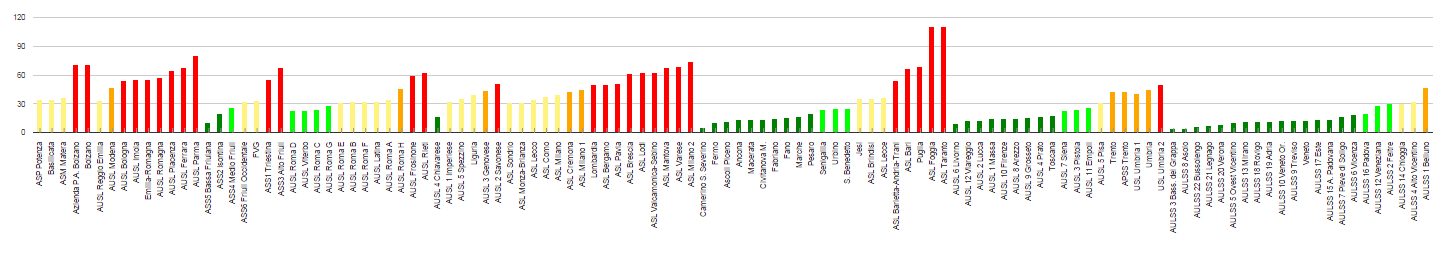 120
90
60
30
0
ASP Potenza
Basilicata
ASM Matera
Azienda P.A. Bolzano
Bolzano
AUSL Reggio Emilia
AUSL Modena
AUSL Bologna
AUSL Imola
Emilia-Romagna
AUSL Romagna
AUSL Piacenza
AUSL Ferrara
AUSL Parma
ASS5 Bassa Friulana
ASS2 Isontina
ASS4 Medio Friuli
ASS6 Friuli Occidentale
FVG
ASS1 Triestina
ASS3 Alto Friuli
AUSL Roma D
AUSL Viterbo
AUSL Roma C
AUSL Roma G
AUSL Roma E
AUSL Roma B
AUSL Roma F
AUSL Latina
AUSL Roma A
AUSL Roma H
AUSL Frosinone
AUSL Rieti
AUSL 4 Chiavarese
AUSL 1 Imperiese
AUSL 5 Spezzino
Liguria
AUSL 3 Genovese
AUSL 2 Savonese
ASL Sondrio
ASL Monza-Brianza
ASL Lecco
ASL Como
ASL Milano
ASL Cremona
ASL Milano 1
Lombardia
ASL Bergamo
ASL Pavia
ASL Brescia
ASL Lodi
ASL Valcamonica-Sebino
ASL Mantova
ASL Varese
ASL Milano 2
Camerino S. Severino
Fermo
Ascoli Piceno
Ancona
Macerata
Civitanova M.
Fabriano
Fano
Marche
Pesaro
Senigallia
Urbino
S. Benedetto
Jesi
ASL Brindisi
ASL Lecce
ASL Barletta-Andria-Trani
ASL Bari
Puglia
ASL Foggia
ASL Taranto
AUSL 6 Livorno
AUSL 12 Viareggio
AUSL 2 Lucca
AUSL 1 Massa
AUSL 10 Firenze
AUSL 8 Arezzo
AUSL 9 Grosseto
AUSL 4 Prato
Toscana
AUSL 7 Siena
AUSL 3 Pistoia
AUSL 11 Empoli
AUSL 5 Pisa
Trento
APSS Trento
USL Umbria 1
Umbria
USL Umbria 2
AULSS 3 Bass. del Grappa
AULSS 8 Asolo
AULSS 22 Bussolengo
AULSS 21 Legnago
AULSS 20 Verona
AULSS 5 Ovest Vicentino
AULSS 13 Mirano
AULSS 18 Rovigo
AULSS 19 Adria
AULSS 10 Veneto Or.
AULSS 9 Treviso
Veneto
AULSS 17 Este
AULSS 15 A. Padovana
AULSS 7 Pieve di Soligo
AULSS 6 Vicenza
AULSS 16 Padova
AULSS 12 Veneziana
AULSS 2 Feltre
AULSS 14 Chioggia
AULSS 4 Alto Vicentino
AULSS 1 Belluno